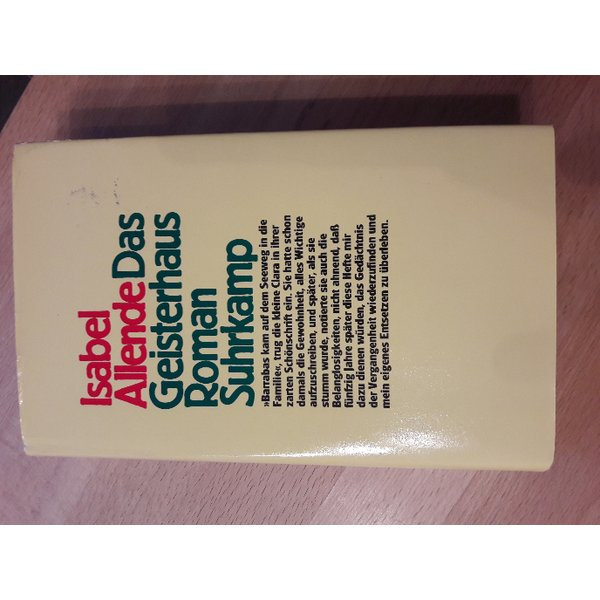 Isabel
Allende Das
Geisterhaus
Roman
Suhrkamp
»Barrabas kam auf dem Seeweg in die
Familie«, trug die kleine Clara in ihrer
zarten Schönschrift ein. Sie hatte schon
damals die Gewohnheit, alles Wichtige
aufzuschreiben, und später, als sie
stumm wurde, notierte sie auch die
Belanglosigkeiten, nicht ahnend, daß
fünfzig Jahre später diese Hefte mir
dazu dienen würden, das Gedächtnis
der Vergangenheit wiederzufinden und
mein eigenes Entsetzen zu überleben.